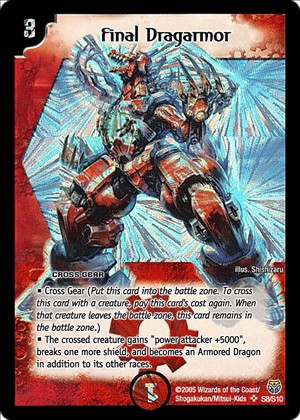 3
Final Dragarmor
illus. Shishizaru
CROSS GEAR
• Cross Gear (Put this card into the battle zone. To cross
this card with a creature, pay this card's cost again. When
that creature leaves the battle zone, this card remains in
the battle zone.)
• The crossed creature gains "power attacker +5000",
breaks one more shield, and becomes an Armored Dragon
in addition to its other races.
1
©2005 Wizards of the Coast/
Shogakukan/Mitsui-Kids S8/S10